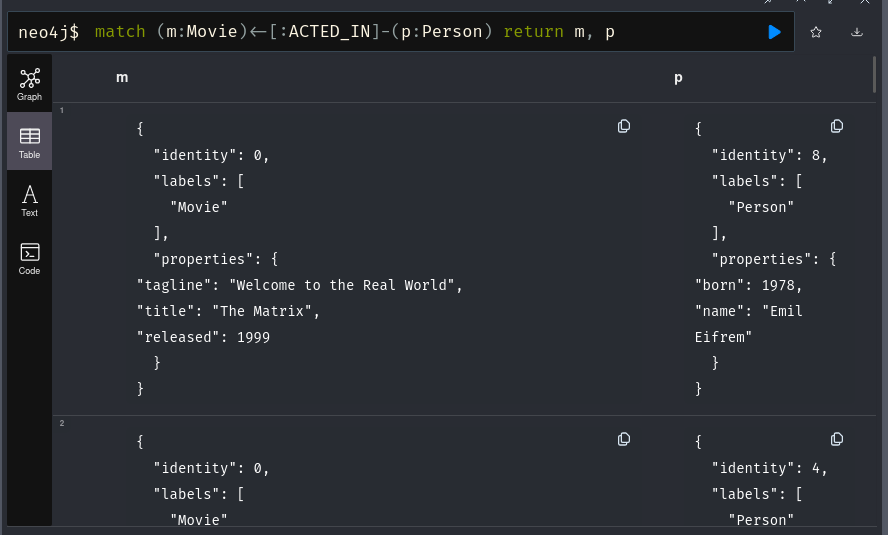 neo4j$ match (m:Movie)<-[:ACTED_IN]-(p:Person) return m, p
Graph
Table
Text
Code
m p
1
{
"identity": 0,
"labels": [
"Movie"
],
"properties": {
"tagline": "Welcome to the Real World",
"title": "The Matrix",
"released": 1999
}
}
{
"identity": 8,
"labels": [
"Person"
],
"properties": {
"born": 1978,
"name": "Emil
Eifrem"
}
}
2
{
"identity": 0,
"labels": [
"Movie"
{
"identity": 4,
"labels": [
"Person"